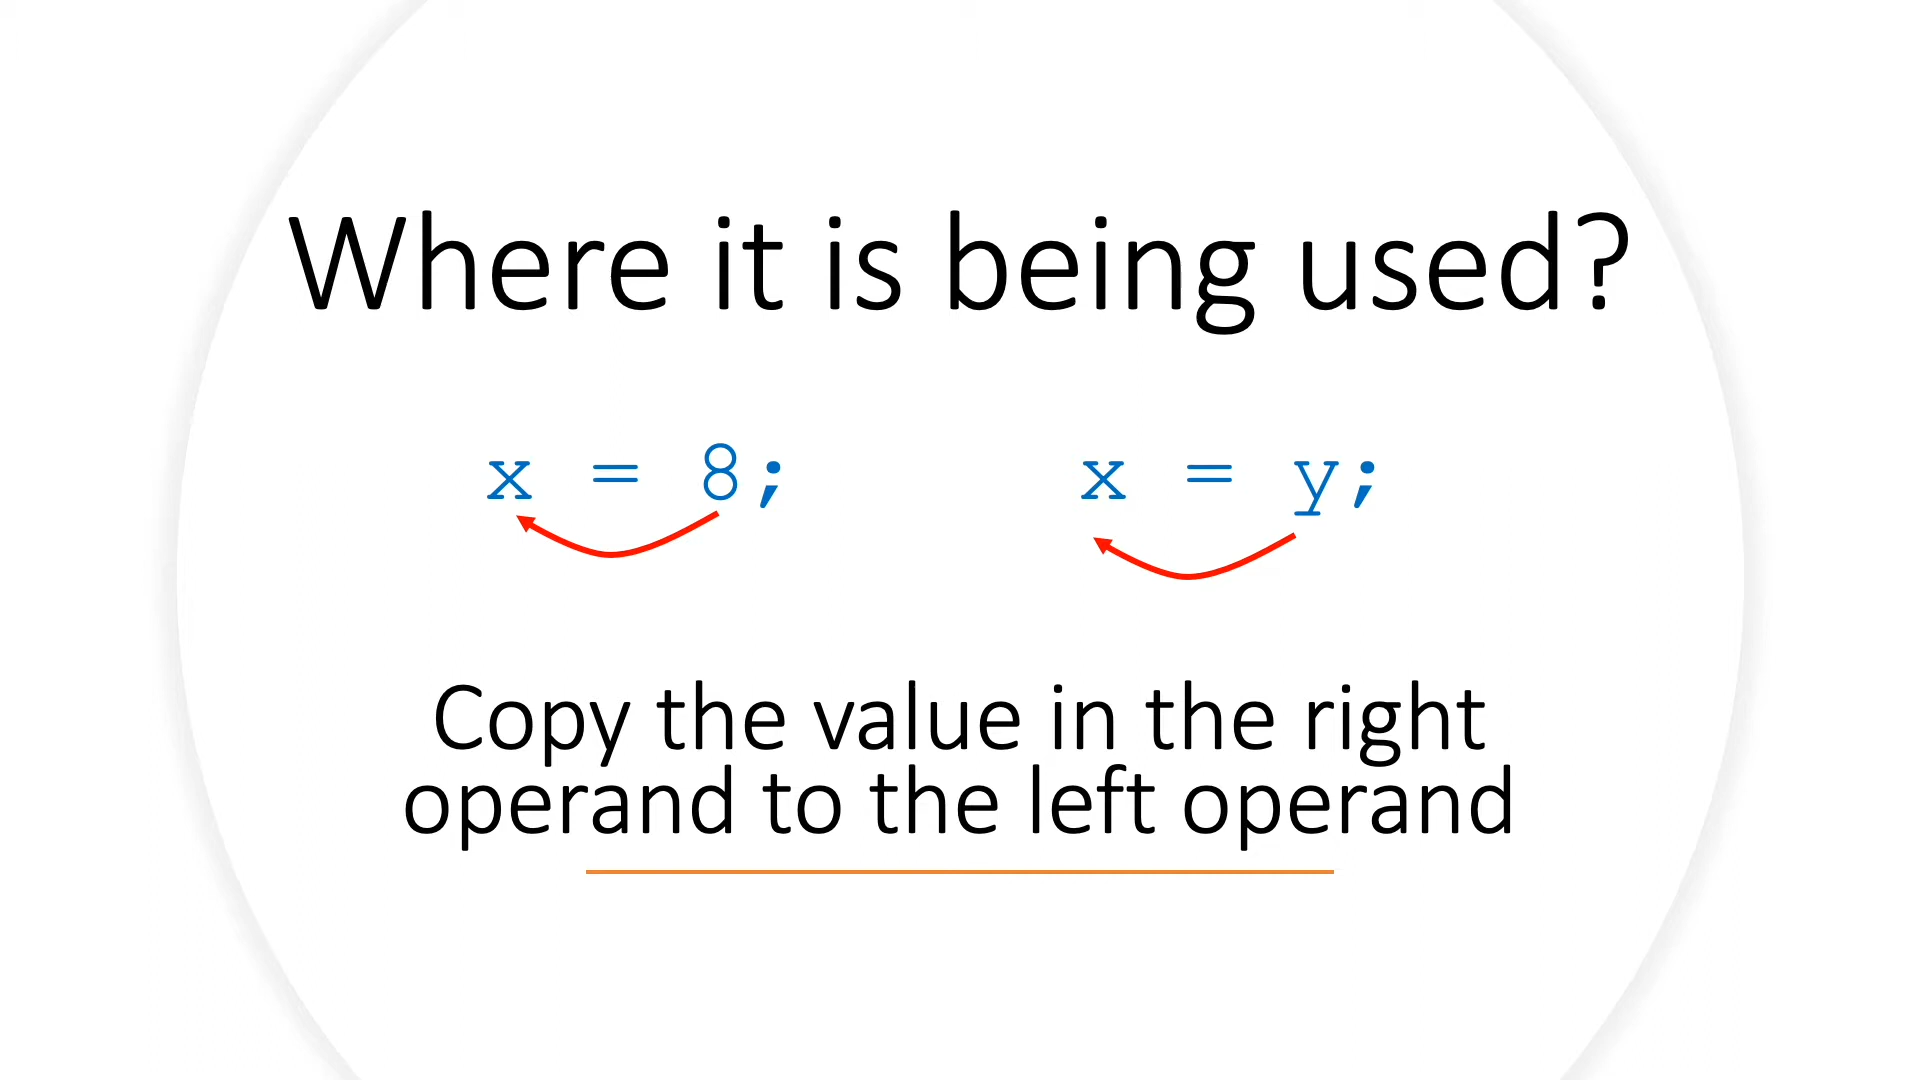 Where it is being used?
x = 8; x = y;
Copy the value in the right
operand to the left operand